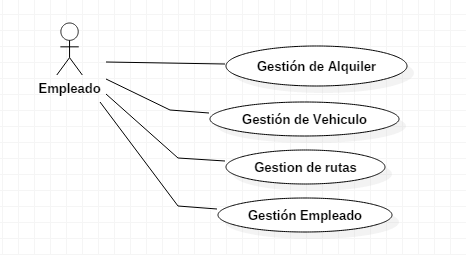 Empleado
Gestión de Alquiler
Gestión de Vehiculo
Gestion de rutas
Gestión Empleado